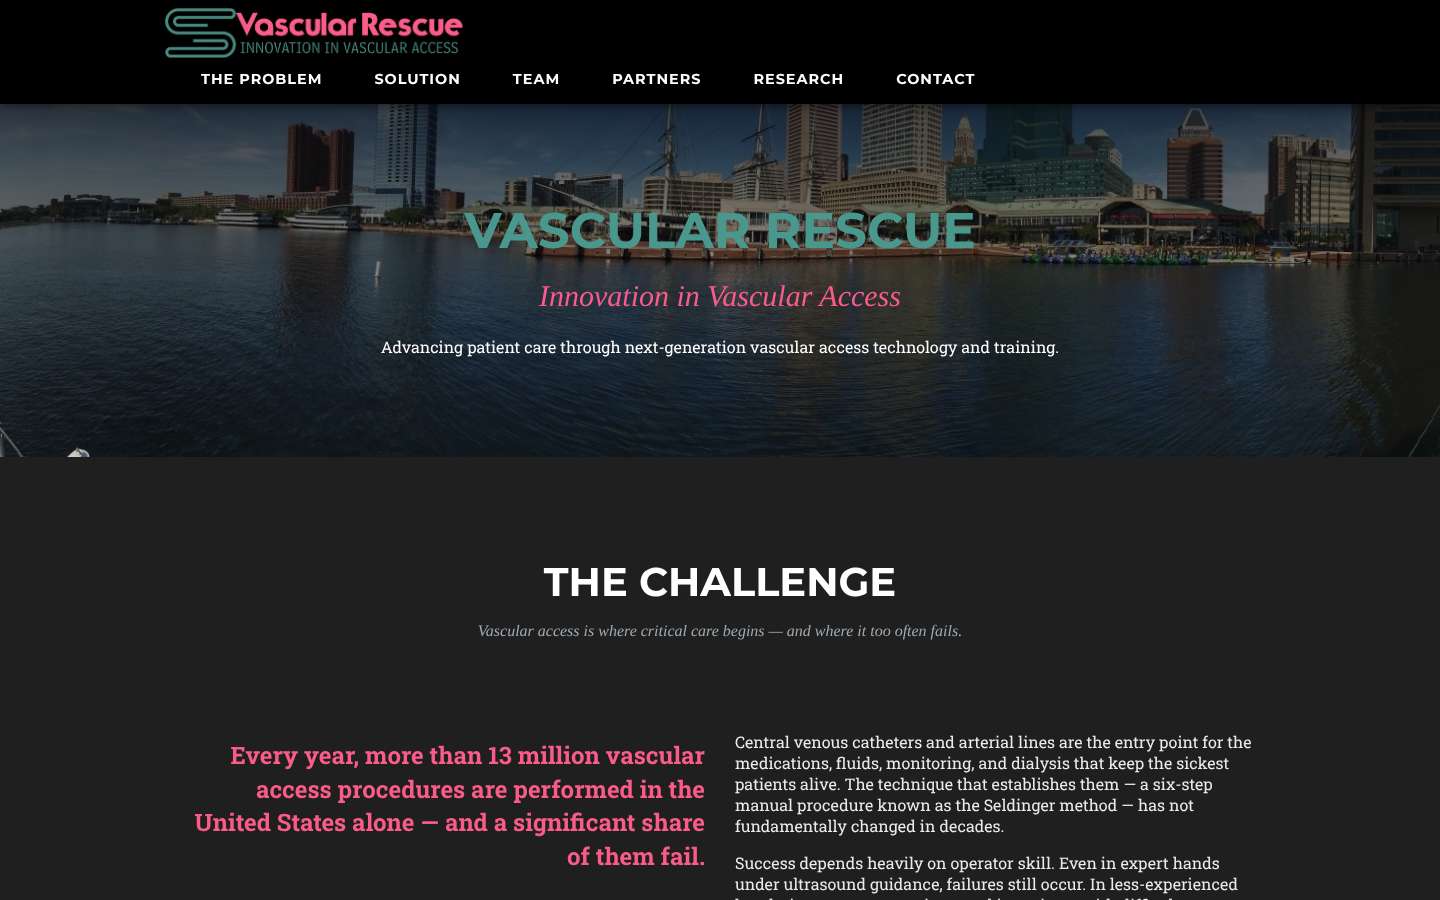 Vascular Rescue
INNOVATION IN VASCULAR ACCESS
THE PROBLEM SOLUTION TEAM PARTNERS RESEARCH CONTACT
VASCULAR RESCUE
Innovation in Vascular Access
Advancing patient care through next-generation vascular access technology and training.
THE CHALLENGE
Vascular access is where critical care begins — and where it too often fails.
Every year, more than 13 million vascular
access procedures are performed in the
United States alone — and a significant share
of them fail.
Central venous catheters and arterial lines are the entry point for the
medications, fluids, monitoring, and dialysis that keep the sickest
patients alive. The technique that establishes them — a six-step
manual procedure known as the Seldinger method — has not
fundamentally changed in decades.
Success depends heavily on operator skill. Even in expert hands
under ultrasound guidance, failures still occur. In less-experienced